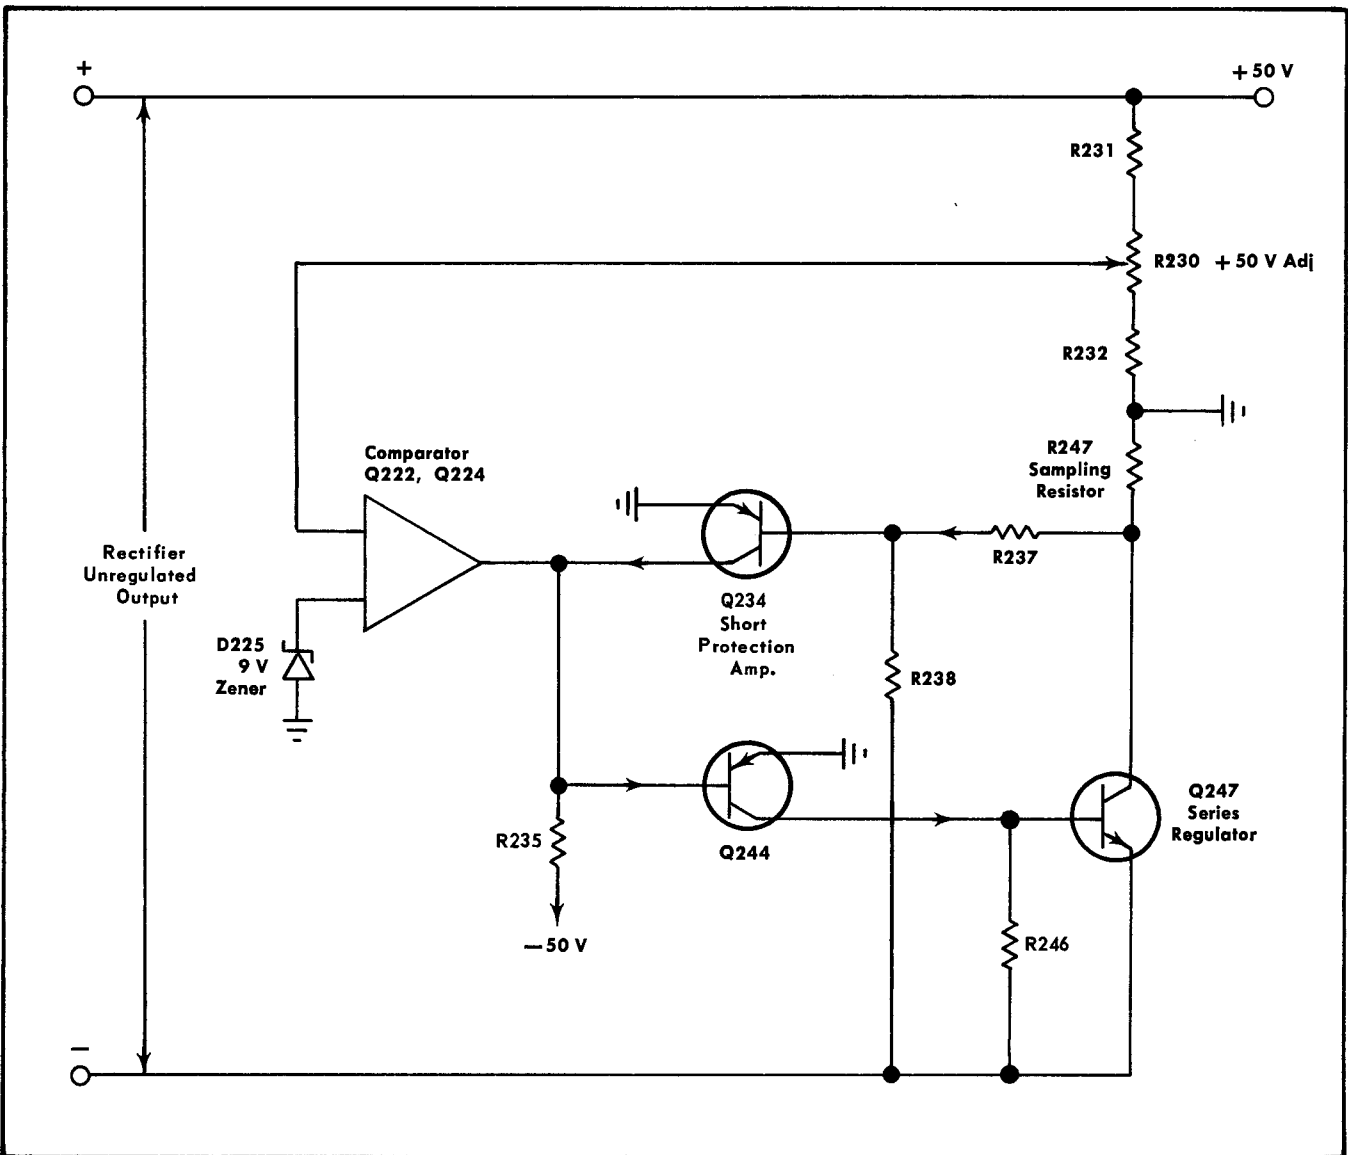 +
+ 50 V
R231
R230 + 50 V Adj
R232
Comparator
Q222, Q224
R247
Sampling
Resistor
R237
Rectifier
Unregulated
Output
Q234
Short
Protection
Amp.
D225
9 V
Zener
R238
Q247
Series
Regulator
R235
Q244
— 50 V
R246
—